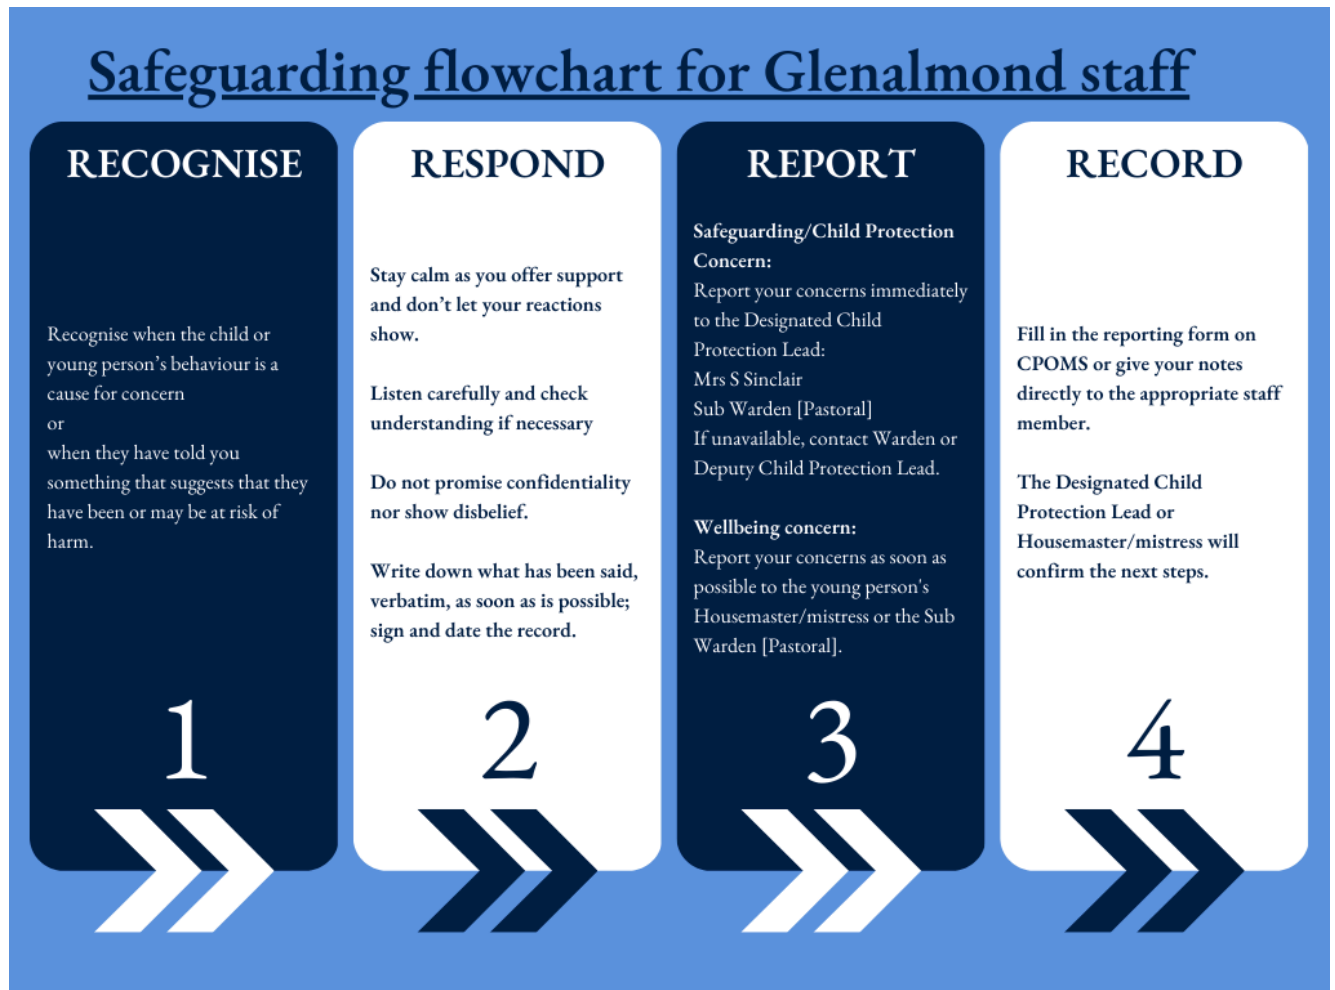 Safeguarding flowchart for Glenalmond staff
RECOGNISE
Recognise when the child or
young person’s behaviour is a
cause for concern
or
when they have told you
something that suggests that they
have been or may be at risk of
harm.
1
RESPOND
Stay calm as you offer support
and don’t let your reactions
show.
Listen carefully and check
understanding if necessary
Do not promise confidentiality
nor show disbelief.
Write down what has been said,
verbatim, as soon as is possible;
sign and date the record.
2
REPORT
Safeguarding/Child Protection
Concern:
Report your concerns immediately
to the Designated Child
Protection Lead:
Mrs S Sinclair
Sub Warden [Pastoral]
If unavailable, contact Warden or
Deputy Child Protection Lead.
Wellbeing concern:
Report your concerns as soon as
possible to the young person's
Housemaster/mistress or the Sub
Warden [Pastoral].
3
RECORD
Fill in the reporting form on
CPOMS or give your notes
directly to the appropriate staff
member.
The Designated Child
Protection Lead or
Housemaster/mistress will
confirm the next steps.
4